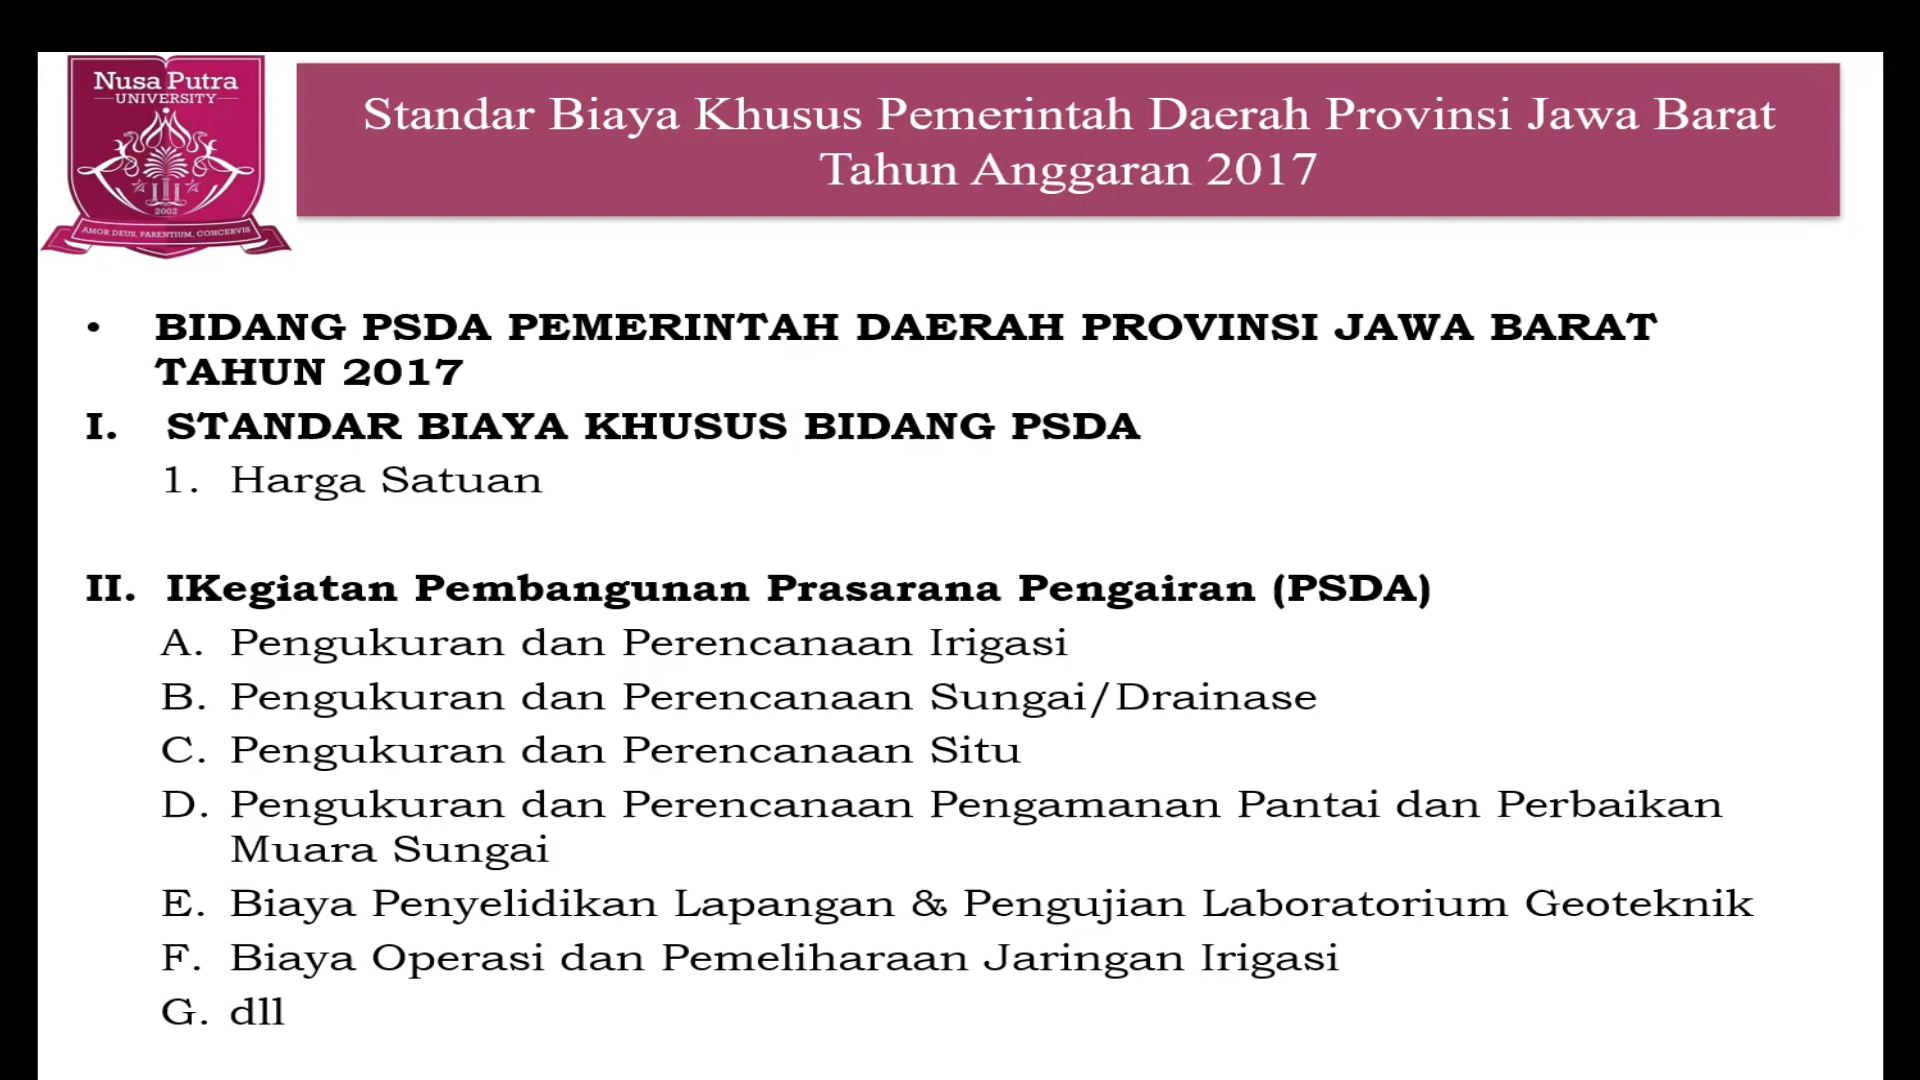 Nusa Putra
UNIVERSITY
2002
AMOR DEUS, PARENTIUM, CONCERVIS
Standar Biaya Khusus Pemerintah Daerah Provinsi Jawa Barat
Tahun Anggaran 2017
• BIDANG PSDA PEMERINTAH DAERAH PROVINSI JAWA BARAT
TAHUN 2017
I. STANDAR BIAYA KHUSUS BIDANG PSDA
1. Harga Satuan
II. IKegiatan Pembangunan Prasarana Pengairan (PSDA)
A. Pengukuran dan Perencanaan Irigasi
B. Pengukuran dan Perencanaan Sungai/Drainase
C. Pengukuran dan Perencanaan Situ
D. Pengukuran dan Perencanaan Pengamanan Pantai dan Perbaikan
Muara Sungai
E. Biaya Penyelidikan Lapangan & Pengujian Laboratorium Geoteknik
F. Biaya Operasi dan Pemeliharaan Jaringan Irigasi
G. dll